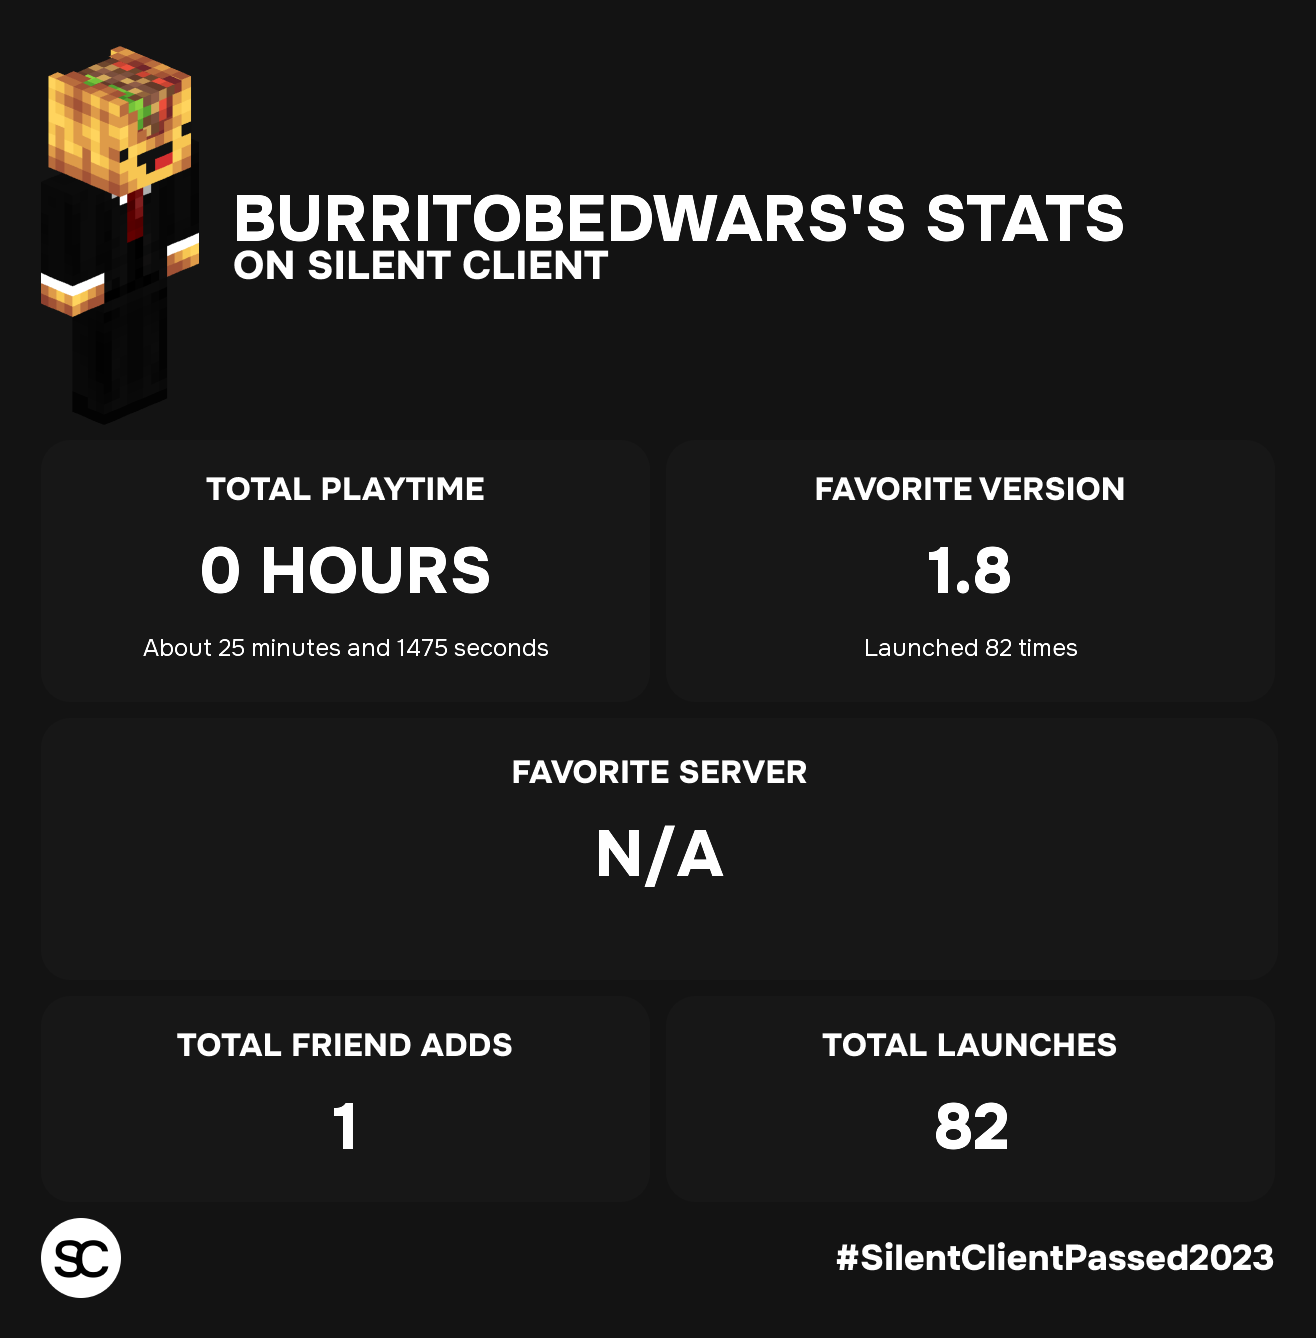 BURRITOBEDWARS'S STATS
ON SILENT CLIENT
TOTAL PLAYTIME
0 HOURS
About 25 minutes and 1475 seconds
FAVORITE VERSION
1.8
Launched 82 times
FAVORITE SERVER
N/A
TOTAL FRIEND ADDS
1
TOTAL LAUNCHES
82
SC
#SilentClientPassed2023